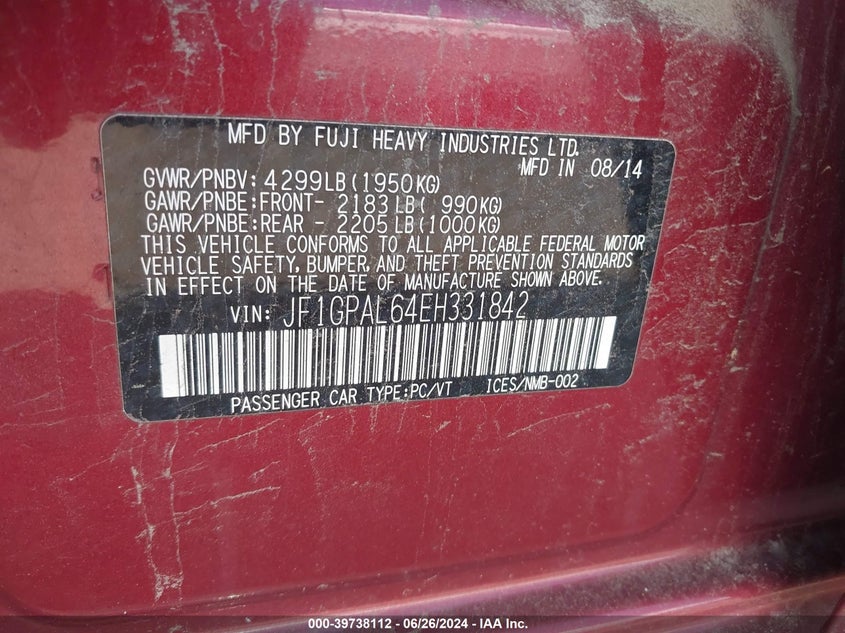 MFD BY FUJI HEAVY INDUSTRIES LTD.
MFD IN 08/14
GVWR/PNBV: 4299LB(1950KG)
GAWR/PNBE:FRONT- 2183LB( 990KG)
GAWR/PNBE:REAR - 2205LB(1000KG)
THIS VEHICLE CONFORMS TO ALL APPLICABLE FEDERAL MOTOR
VEHICLE SAFETY, BUMPER, AND THEFT PREVENTION STANDARDS
IN EFFECT ON THE DATE OF MANUFACTURE SHOWN ABOVE.
VIN: JF1GPAL64EH331842
PASSENGER CAR TYPE:PC/VT ICES/NMB-002
000-39738112 - 06/26/2024 - IAA Inc.